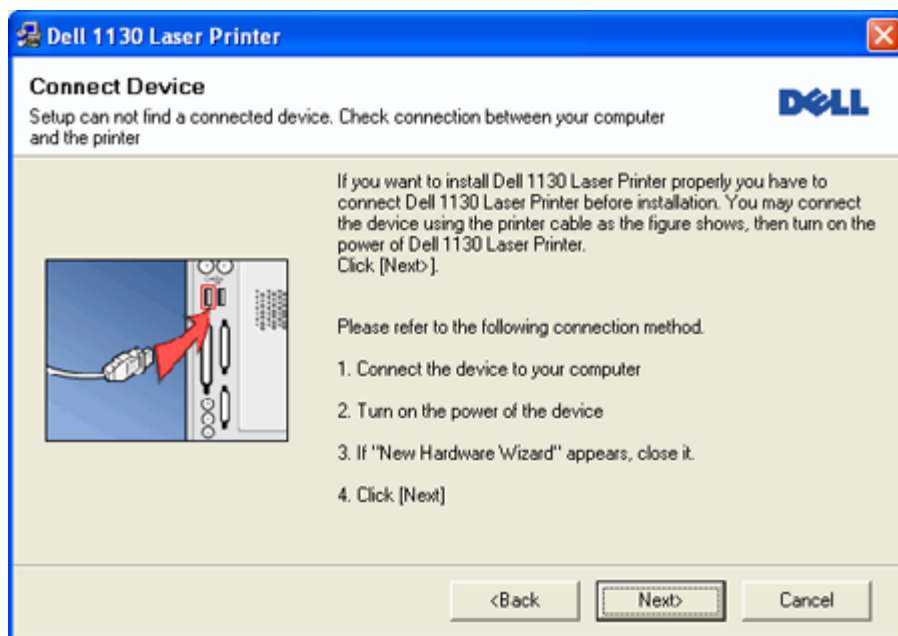 Dell 1130 Laser Printer
Connect Device
DELL
Setup can not find a connected device. Check connection between your computer
and the printer
If you want to install Dell 1130 Laser Printer properly you have to
connect Dell 1130 Laser Printer before installation. You may connect
the device using the printer cable as the figure shows, then turn on the
power of Dell 1130 Laser Printer.
Click [Next>].
Please refer to the following connection method.
1. Connect the device to your computer
2. Turn on the power of the device
3. If "New Hardware Wizard" appears, close it.
4. Click [Next]
<Back
Next>
Cancel